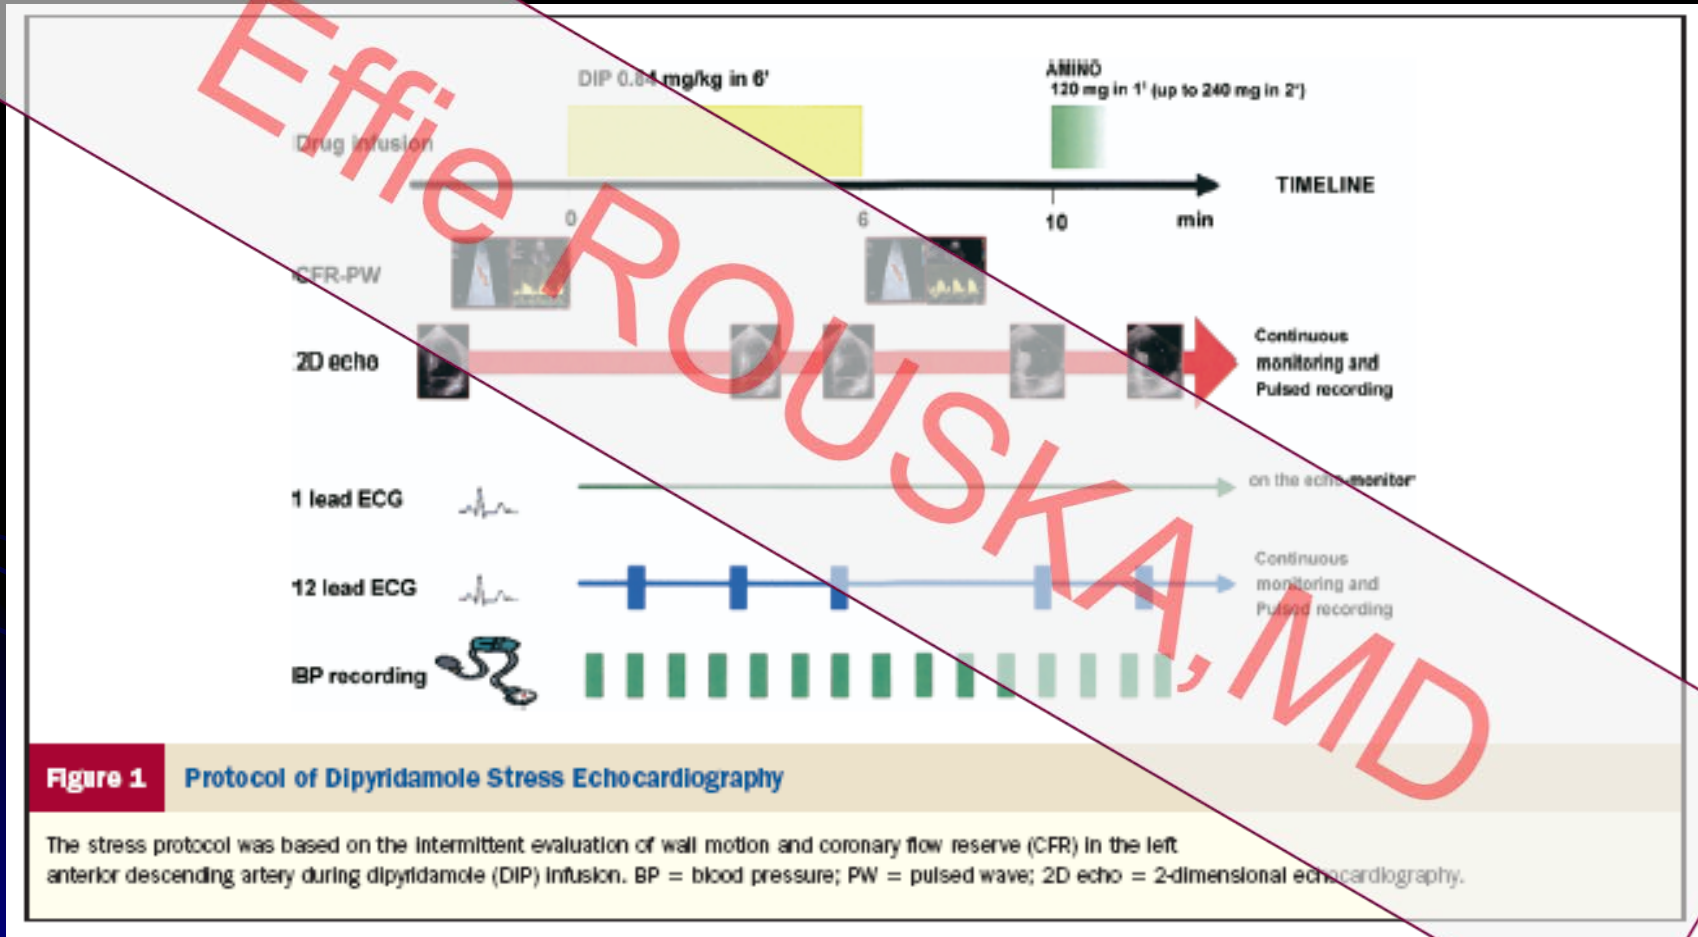 DIP 0.84 mg/kg in 6'
AMINO
120 mg in 1' (up to 240 mg in 2')
Drug infusion
TIMELINE
0
6
10
min
CFR-PW
2D echo
Continuous
monitoring and
Pulsed recording
1 lead ECG
on the echo-monitor
12 lead ECG
Continuous
monitoring and
Pulsed recording
BP recording
Effie ROUSKA, MD
Figure 1 Protocol of Dipyridamole Stress Echocardiography
The stress protocol was based on the intermittent evaluation of wall motion and coronary flow reserve (CFR) in the left
anterior descending artery during dipyridamole (DIP) infusion. BP = blood pressure; PW = pulsed wave; 2D echo = 2-dimensional echocardiography.